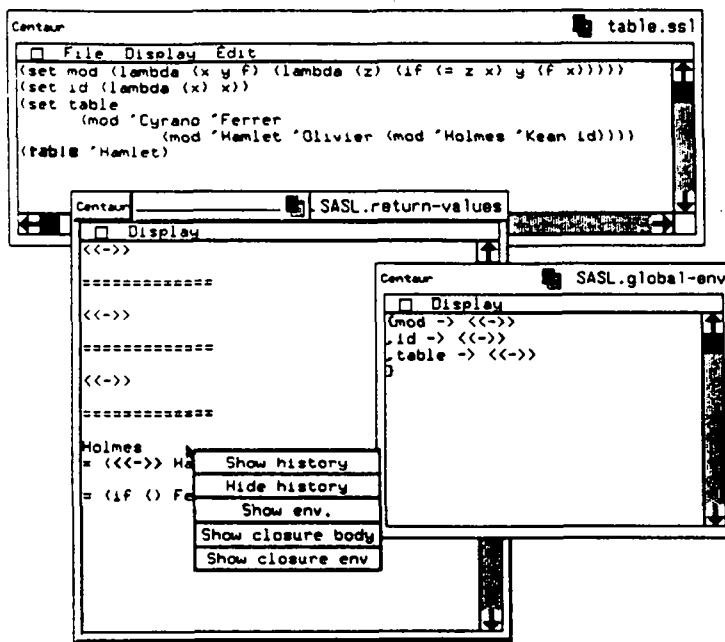 Centaur table.ssl
File Display Edit
(set mod (lambda (x y f) (lambda (z) (if (= z x) y (f x)))))
(set id (lambda (x) x))
(set table
(mod 'Cyrano 'Ferrer
(mod 'Hamlet 'Olivier (mod 'Holmes 'Kean id))))
(table 'Hamlet)
Centaur SASL.return-values
Display
<<->>
=============
<<->>
=============
<<->>
=============
Holmes
= (<<->> Ha
= (if () Fe
Show history
Hide history
Show env.
Show closure body
Show closure env
Centaur SASL.global-env
Display
{mod -> <<->>
,id -> <<->>
,table -> <<->>
}